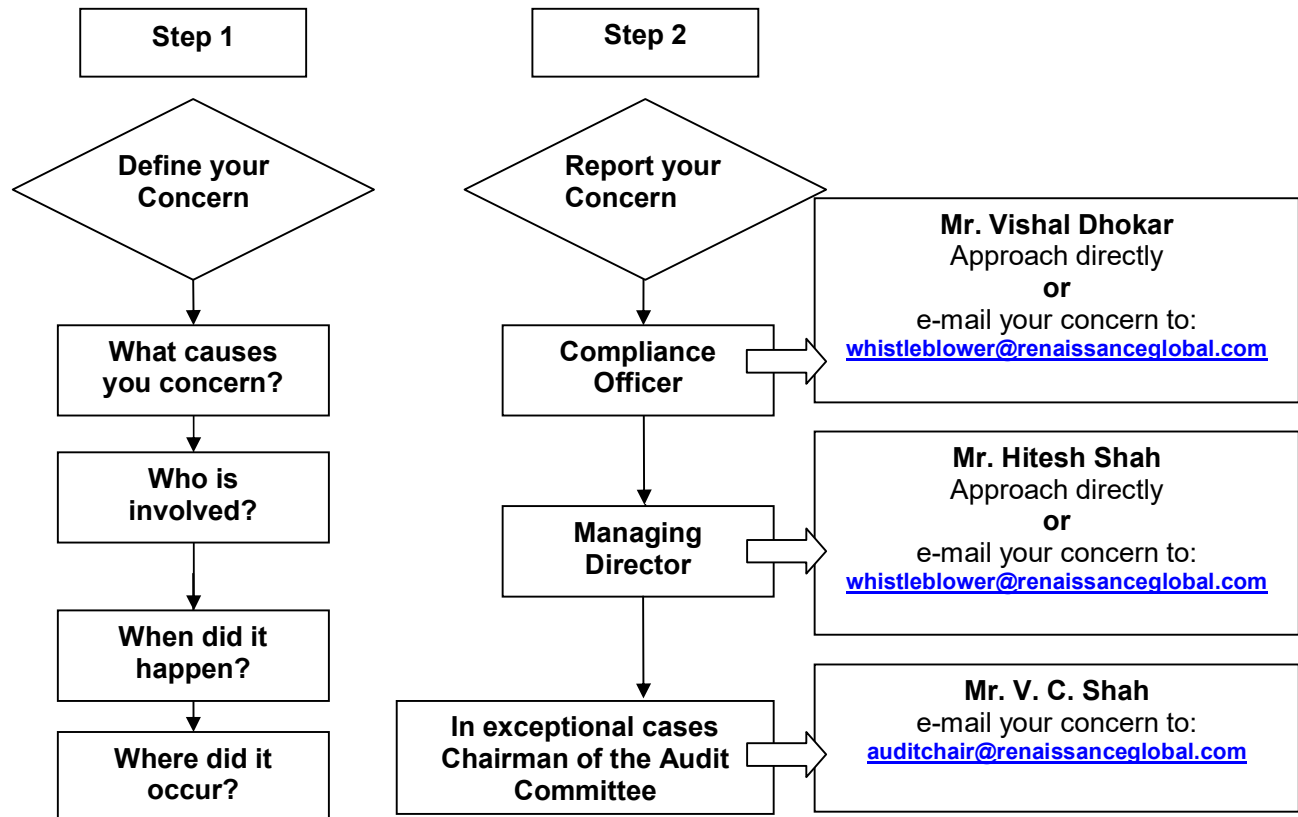 Step 1
Define your
Concern
What causes
you concern?
Who is
involved?
When did it
happen?
Where did it
occur?
Step 2
Report your
Concern
Compliance
Officer
Mr. Vishal Dhokar
Approach directly
or
e-mail your concern to:
whistleblower@renaissanceglobal.com
Managing
Director
Mr. Hitesh Shah
Approach directly
or
e-mail your concern to:
whistleblower@renaissanceglobal.com
In exceptional cases
Chairman of the Audit
Committee
Mr. V. C. Shah
e-mail your concern to:
auditchair@renaissanceglobal.com